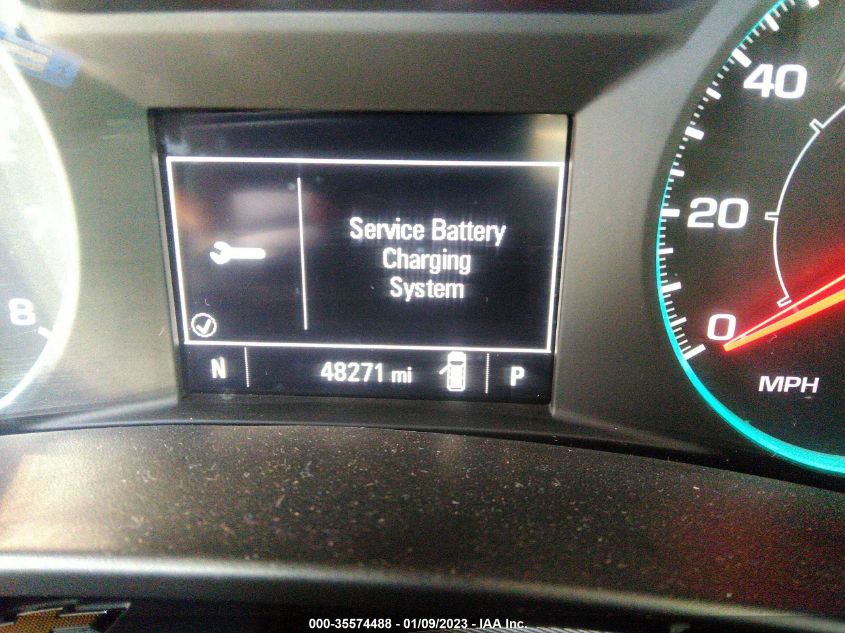 40
20
0
MPH
8
Service Battery
Charging
System
N 48271 mi P
000-35574488 - 01/09/2023 - IAA Inc.